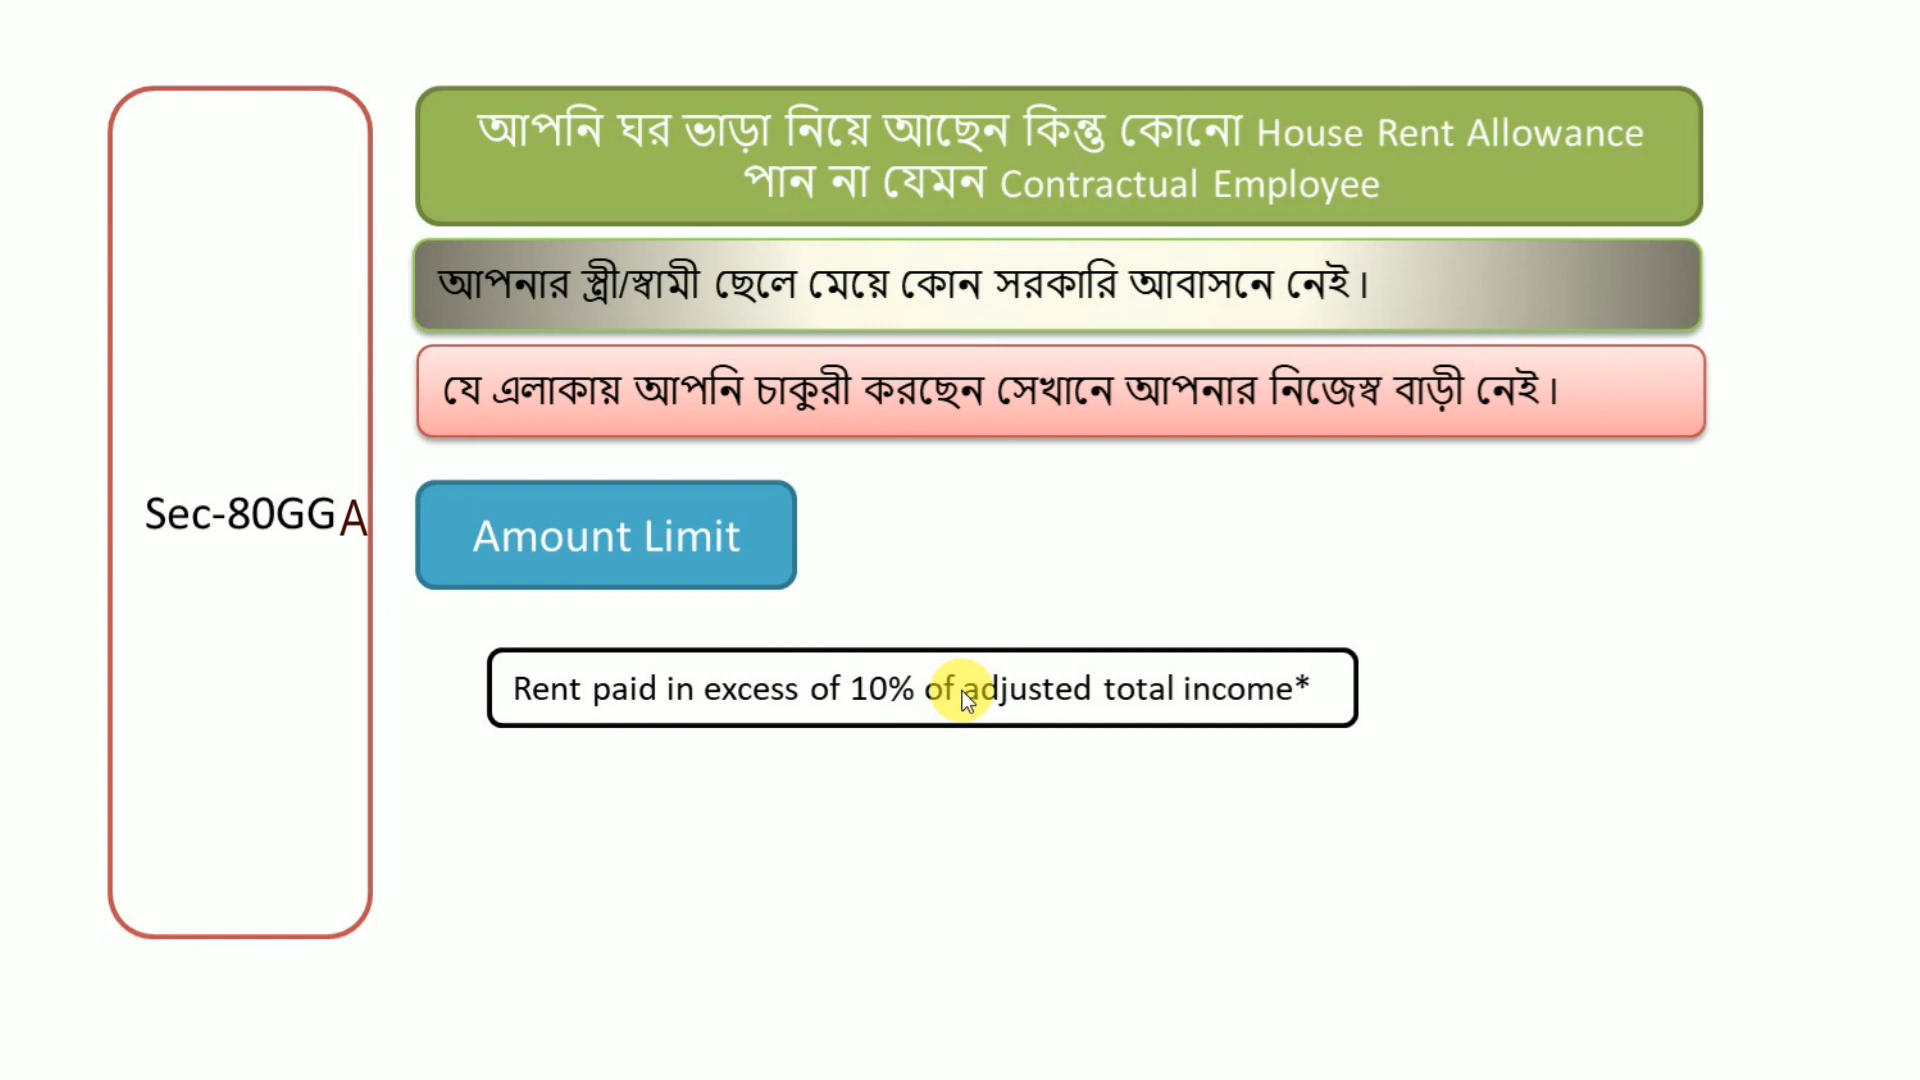 আপনি ঘর ভাড়া নিয়ে আছেন কিন্তু কোনো House Rent Allowance
পান না যেমন Contractual Employee
আপনার স্ত্রী/স্বামী ছেলে মেয়ে কোন সরকারি আবাসনে নেই।
যে এলাকায় আপনি চাকুরী করছেন সেখানে আপনার নিজেস্ব বাড়ী নেই।
Sec-80GGA
Amount Limit
Rent paid in excess of 10% of adjusted total income*